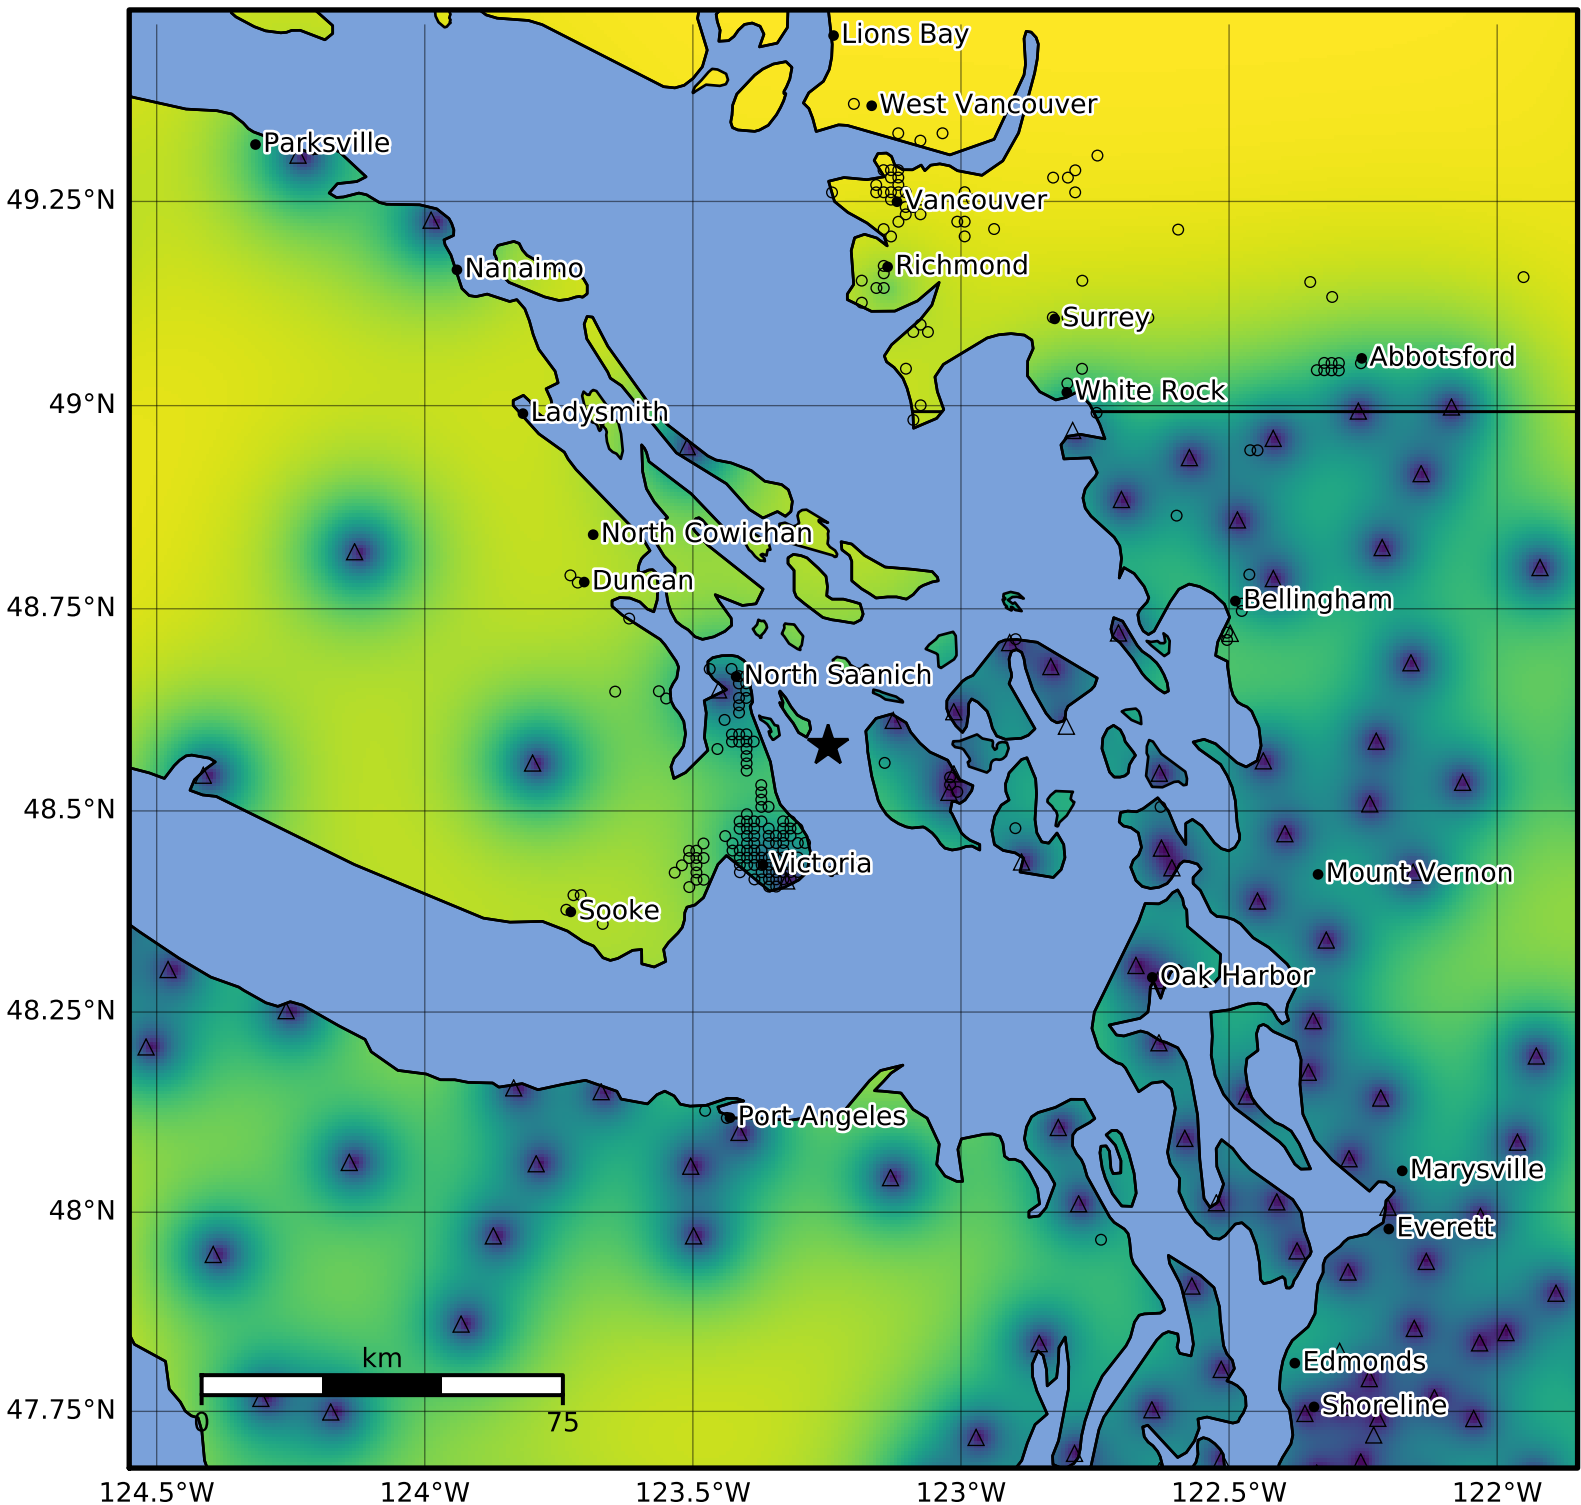 Lions Bay
West Vancouver
Parksville
49.25°N
Vancouver
Nanaimo
Richmond
Surrey
Abbotsford
White Rock
49°N
Ladysmith
North Cowichan
Duncan
48.75°N
Bellingham
North Saanich
48.5°N
Victoria
Mount Vernon
Sooke
Oak Harbor
48.25°N
Port Angeles
Marysville
48°N
Everett
km
Edmonds
47.75°N
Shoreline
0
75
124.5°W
124°W
123.5°W
123°W
122.5°W
122°W